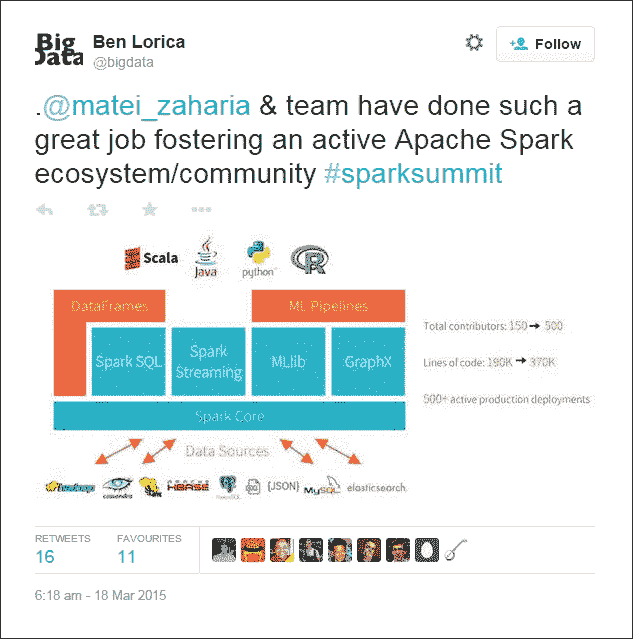 Big Data
Ben Lorica
@bigdata
Follow
.@matei_zaharia & team have done such a
great job fostering an active Apache Spark
ecosystem/community #sparksummit
Scala
Java
python
R
DataFrames
ML Pipelines
Spark SQL
Spark Streaming
MLlib
GraphX
Total contributors: 150 → 500
Lines of code: 190K → 370K
500+ active production deployments
Spark Core
Data Sources
hadoop
cassandra
HBASE
PostgreSQL
{JSON}
MySQL
elasticsearch.
RETWEETS
16
FAVOURITES
11
6:18 am - 18 Mar 2015